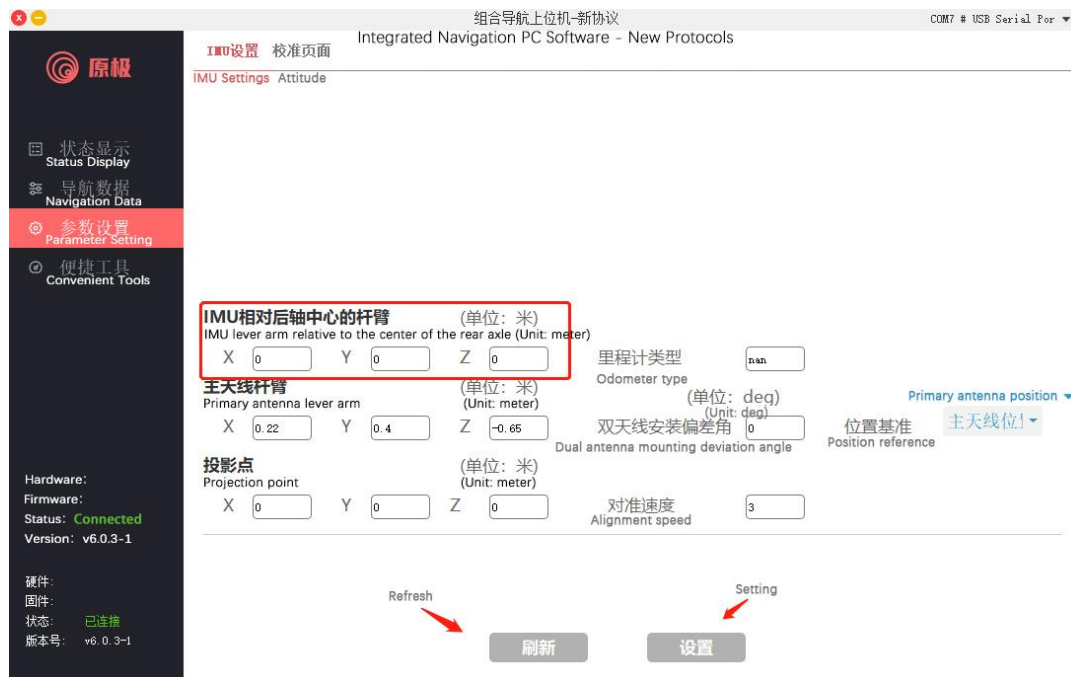 组合导航上位机-新协议
COM7 # USB Serial Por
Integrated Navigation PC Software - New Protocols
原极
IMU设置 校准页面
IMU Settings Attitude
状态显示
Status Display
导航数据
Navigation Data
参数设置
Parameter Setting
便捷工具
Convenient Tools
IMU相对后轴中心的杆臂 (单位：米)
IMU lever arm relative to the center of the rear axle (Unit: meter)
X 0 Y 0 Z 0
里程计类型 nan
Odometer type
主天线杆臂 (单位：米)
Primary antenna lever arm (Unit: meter)
X 0.22 Y 0.4 Z -0.65
(单位：deg)
(Unit: deg)
双天线安装偏差角 0
Dual antenna mounting deviation angle
Primary antenna position
位置基准 主天线位
Position reference
投影点 (单位：米)
Projection point (Unit: meter)
X 0 Y 0 Z 0
对准速度 3
Alignment speed
Hardware:
Firmware:
Status: Connected
Version: v6.0.3-1
硬件:
固件:
状态: 已连接
版本号: v6.0.3-1
Refresh
Setting
刷新
设置